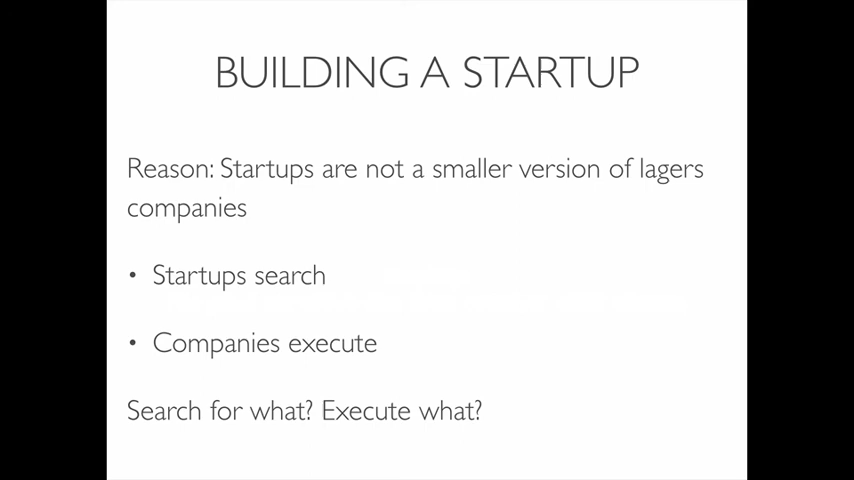 BUILDING A STARTUP
Reason: Startups are not a smaller version of lagers
companies
• Startups search
• Companies execute
Search for what? Execute what?